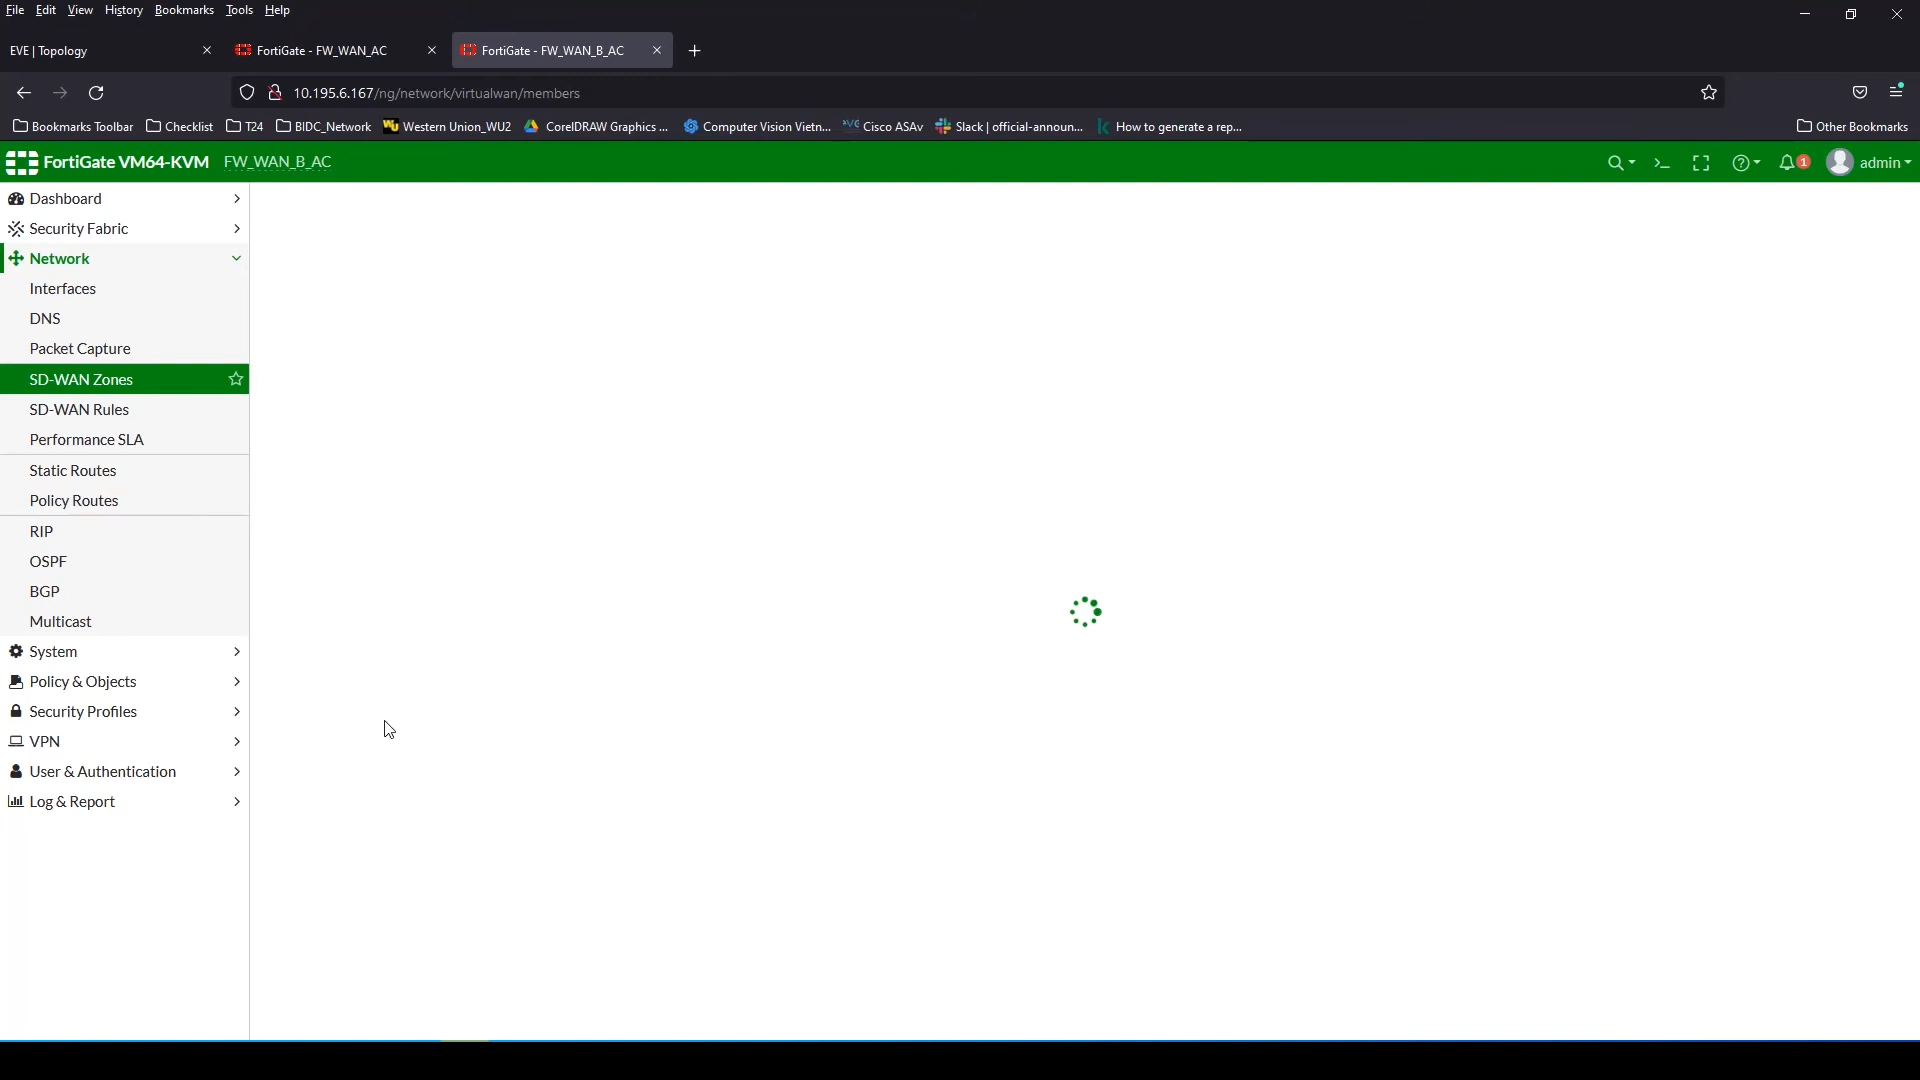 File Edit View History Bookmarks Tools Help
EVE | Topology
FortiGate - FW_WAN_AC
FortiGate - FW_WAN_B_AC
10.195.6.167/ng/network/virtualwan/members
Bookmarks Toolbar Checklist T24 BIDC_Network Western Union_WU2 CorelDRAW Graphics ... Computer Vision Vietn... Cisco ASAv Slack | official-announ... How to generate a rep... Other Bookmarks
FortiGate VM64-KVM FW_WAN_B_AC
1 admin
Dashboard
Security Fabric
Network
Interfaces
DNS
Packet Capture
SD-WAN Zones
SD-WAN Rules
Performance SLA
Static Routes
Policy Routes
RIP
OSPF
BGP
Multicast
System
Policy & Objects
Security Profiles
VPN
User & Authentication
Log & Report